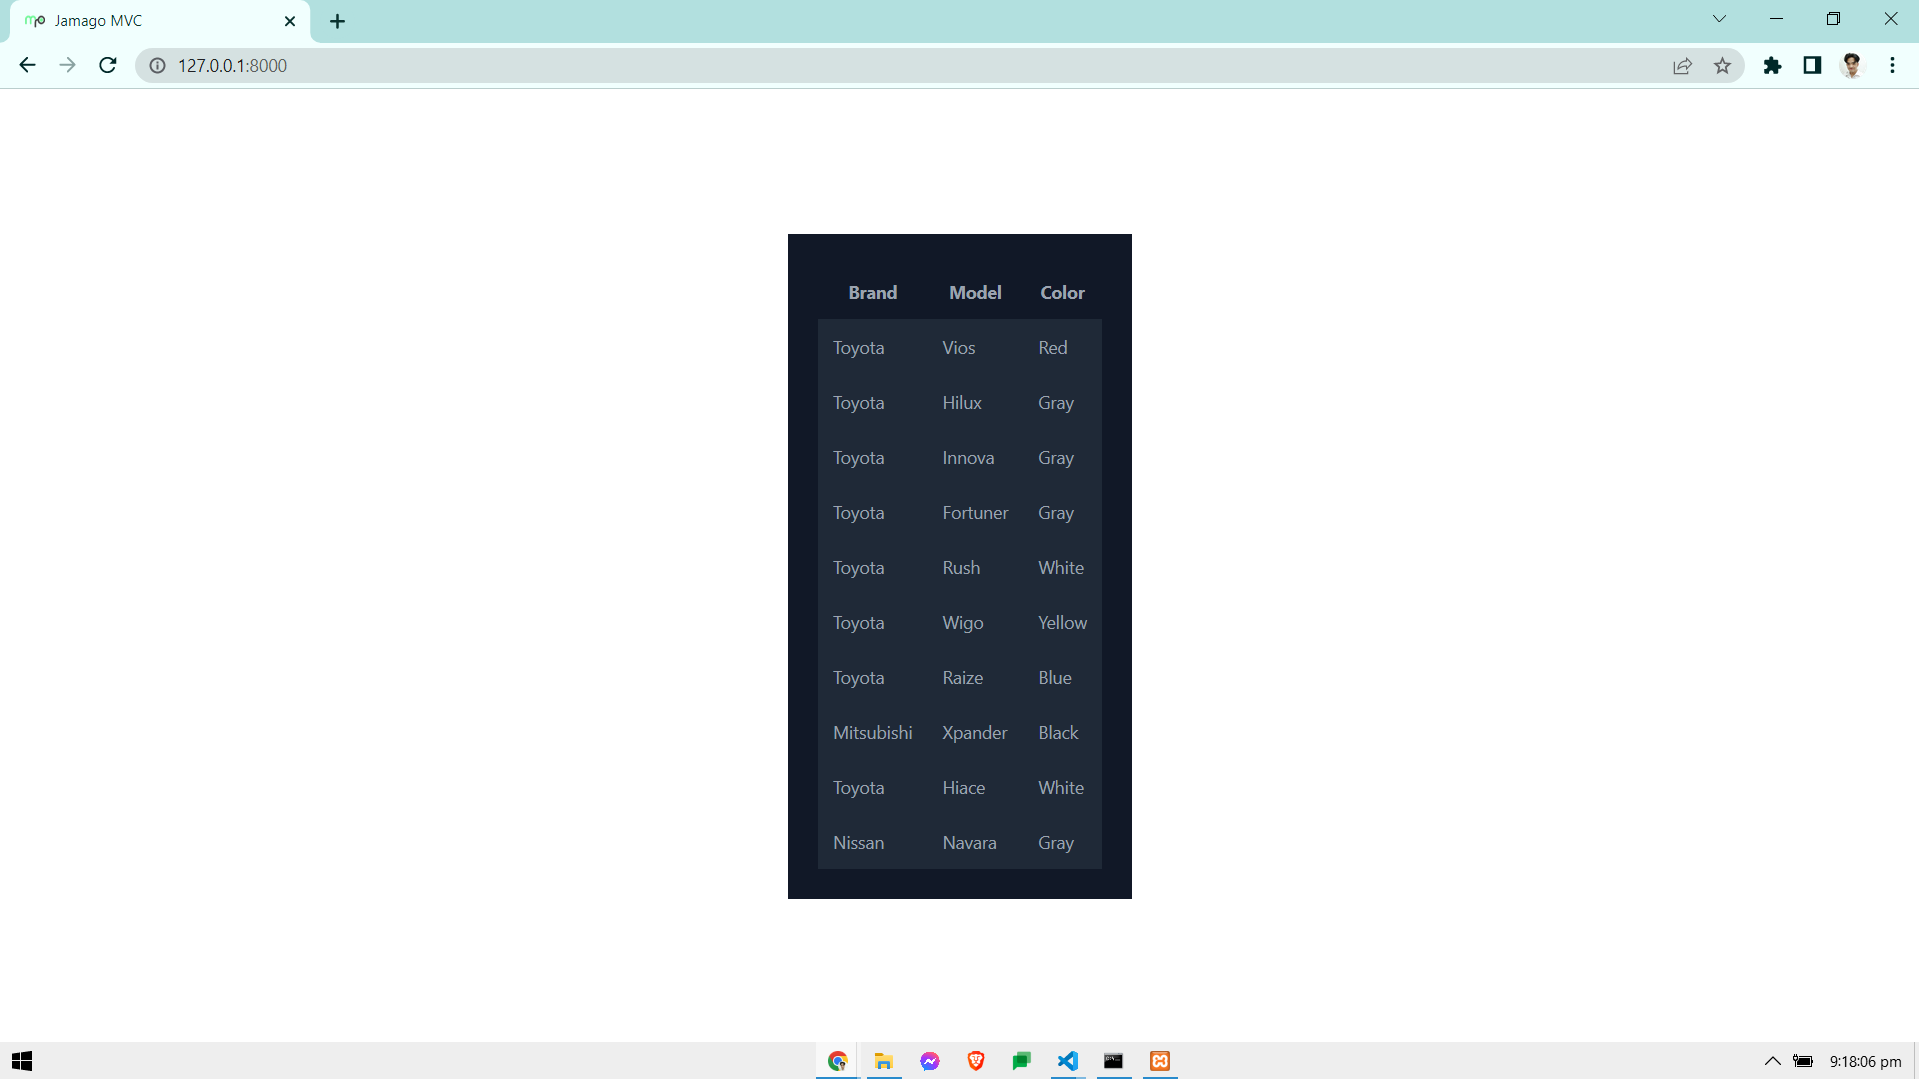 Jamago MVC
127.0.0.1:8000
Brand Model Color
Toyota Vios Red
Toyota Hilux Gray
Toyota Innova Gray
Toyota Fortuner Gray
Toyota Rush White
Toyota Wigo Yellow
Toyota Raize Blue
Mitsubishi Xpander Black
Toyota Hiace White
Nissan Navara Gray
9:18:06 pm